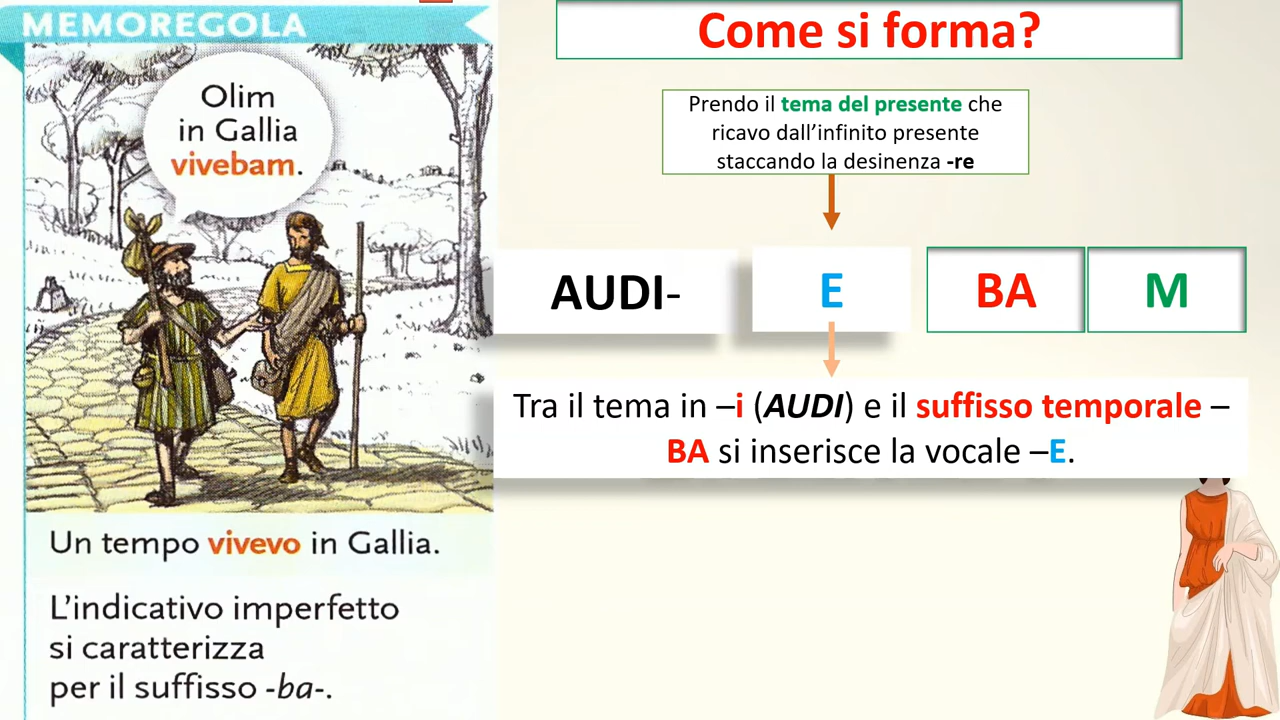 MEMOREGOLA
Olim
in Gallia
vivebam.
Un tempo vivevo in Gallia.
L'indicativo imperfetto
si caratterizza
per il suffisso -ba-.
Come si forma?
Prendo il tema del presente che
ricavo dall'infinito presente
staccando la desinenza -re
AUDI- E BA M
Tra il tema in –i (AUDI) e il suffisso temporale –
BA si inserisce la vocale –E.